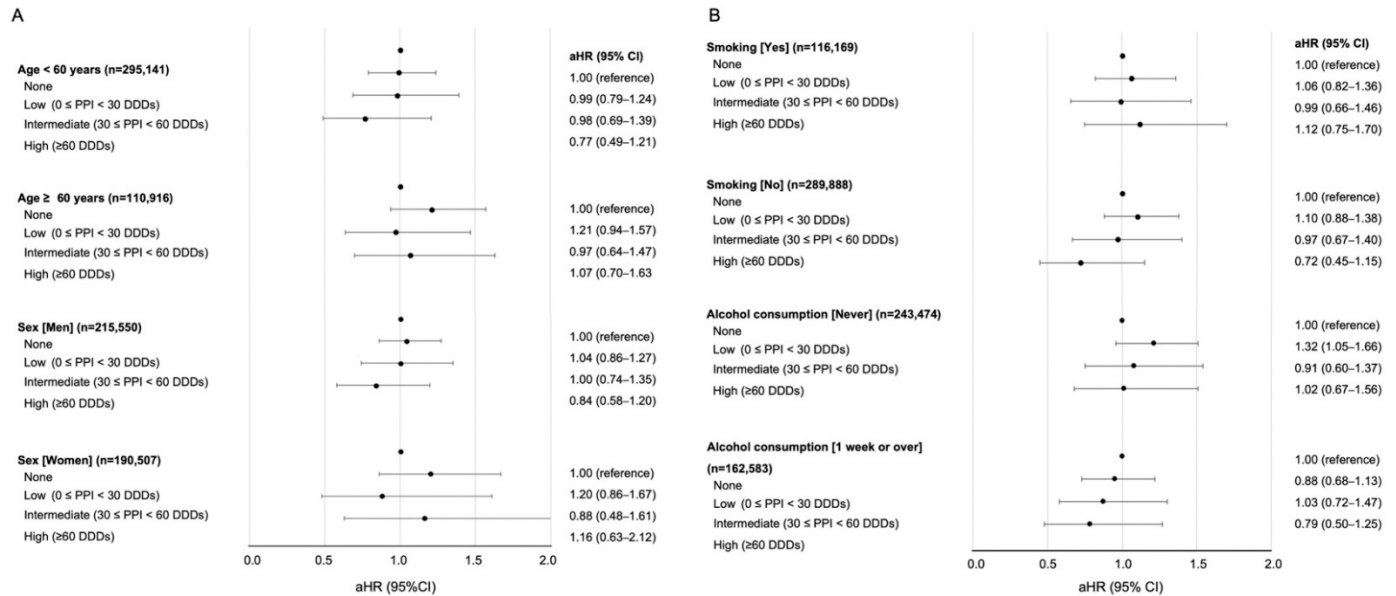 A
aHR (95% CI)
Age < 60 years (n=295,141)
None
1.00 (reference)
Low (0 ≤ PPI < 30 DDDs)
0.99 (0.79–1.24)
Intermediate (30 ≤ PPI < 60 DDDs)
0.98 (0.69–1.39)
High (≥60 DDDs)
0.77 (0.49–1.21)
Age ≥ 60 years (n=110,916)
None
1.00 (reference)
Low (0 ≤ PPI < 30 DDDs)
1.21 (0.94–1.57)
Intermediate (30 ≤ PPI < 60 DDDs)
0.97 (0.64–1.47)
High (≥60 DDDs)
1.07 (0.70–1.63
Sex [Men] (n=215,550)
None
1.00 (reference)
Low (0 ≤ PPI < 30 DDDs)
1.04 (0.86–1.27)
Intermediate (30 ≤ PPI < 60 DDDs)
1.00 (0.74–1.35)
High (≥60 DDDs)
0.84 (0.58–1.20)
Sex [Women] (n=190,507)
None
1.00 (reference)
Low (0 ≤ PPI < 30 DDDs)
1.20 (0.86–1.67)
Intermediate (30 ≤ PPI < 60 DDDs)
0.88 (0.48–1.61)
High (≥60 DDDs)
1.16 (0.63–2.12)
0.0 0.5 1.0 1.5 2.0
aHR (95%CI)
B
aHR (95% CI)
Smoking [Yes] (n=116,169)
None
1.00 (reference)
Low (0 ≤ PPI < 30 DDDs)
1.06 (0.82–1.36)
Intermediate (30 ≤ PPI < 60 DDDs)
0.99 (0.66–1.46)
High (≥60 DDDs)
1.12 (0.75–1.70)
Smoking [No] (n=289,888)
None
1.00 (reference)
Low (0 ≤ PPI < 30 DDDs)
1.10 (0.88–1.38)
Intermediate (30 ≤ PPI < 60 DDDs)
0.97 (0.67–1.40)
High (≥60 DDDs)
0.72 (0.45–1.15)
Alcohol consumption [Never] (n=243,474)
None
1.00 (reference)
Low (0 ≤ PPI < 30 DDDs)
1.32 (1.05–1.66)
Intermediate (30 ≤ PPI < 60 DDDs)
0.91 (0.60–1.37)
High (≥60 DDDs)
1.02 (0.67–1.56)
Alcohol consumption [1 week or over]
(n=162,583)
None
1.00 (reference)
Low (0 ≤ PPI < 30 DDDs)
0.88 (0.68–1.13)
Intermediate (30 ≤ PPI < 60 DDDs)
1.03 (0.72–1.47)
High (≥60 DDDs)
0.79 (0.50–1.25)
0.0 0.5 1.0 1.5 2.0
aHR (95% CI)